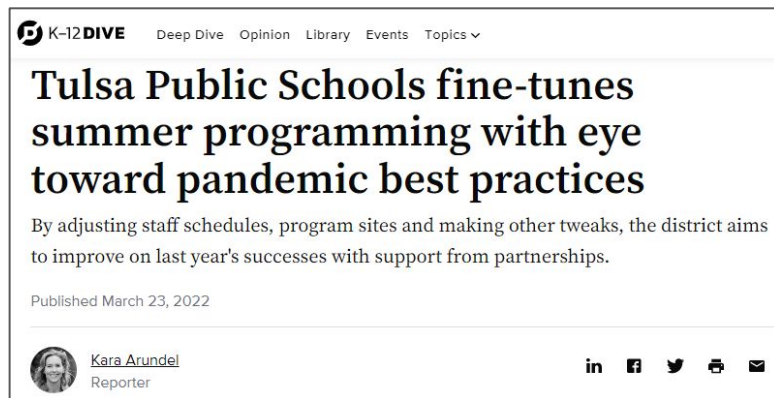 K–12 DIVE Deep Dive Opinion Library Events Topics
Tulsa Public Schools fine-tunes
summer programming with eye
toward pandemic best practices
By adjusting staff schedules, program sites and making other tweaks, the district aims
to improve on last year's successes with support from partnerships.
Published March 23, 2022
Kara Arundel
Reporter